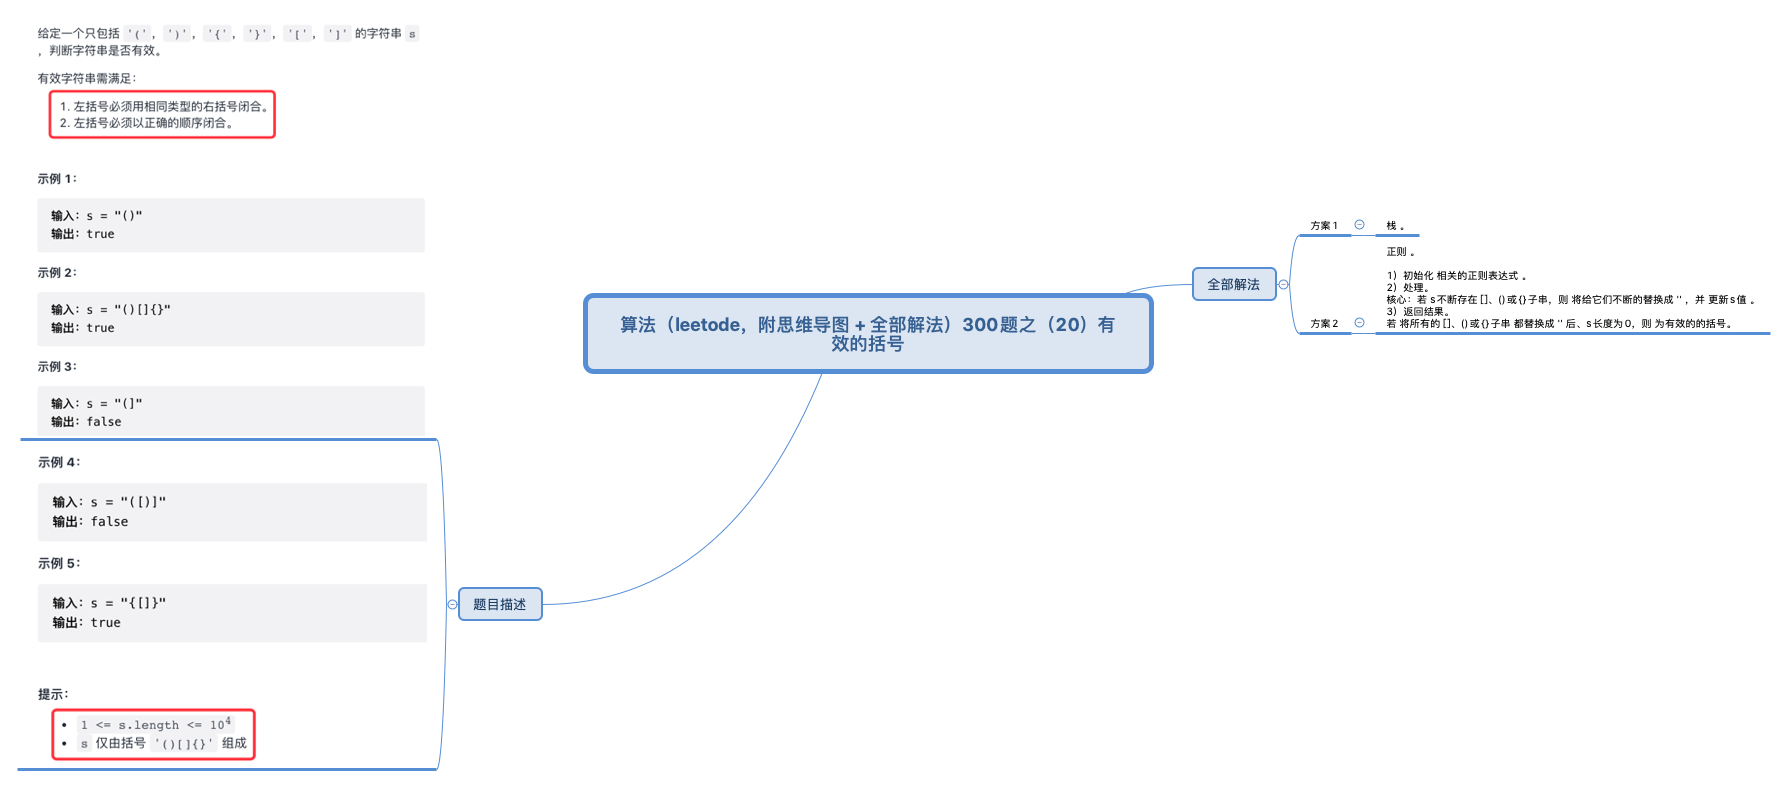 给定一个只包括 '(', ')', '{', '}', '[', ']' 的字符串 s
，判断字符串是否有效。
有效字符串需满足：
1. 左括号必须用相同类型的右括号闭合。
2. 左括号必须以正确的顺序闭合。
示例 1：
输入：s = "()"
输出：true
示例 2：
输入：s = "()[]{}"
输出：true
示例 3：
输入：s = "(]"
输出：false
示例 4：
输入：s = "([)]"
输出：false
示例 5：
输入：s = "{[]}"
输出：true
提示：
• 1 <= s.length <= 10⁴
• s 仅由括号 '()[]{}' 组成
题目描述
算法（leetode，附思维导图 + 全部解法）300题之（20）有
效的括号
全部解法
方案 1
栈 。
方案 2
正则 。
1）初始化 相关的正则表达式 。
2）处理。
核心：若 s不断存在 []、() 或 {} 子串，则 将给它们不断的替换成 '' ，并 更新 s 值 。
3）返回结果。
若 将所有的 []、() 或 {} 子串 都替换成 '' 后、s 长度为 0，则 为有效的的括号。